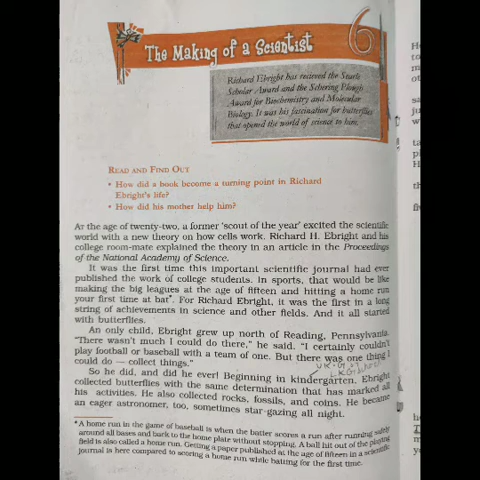 6
The Making of a Scientist
Richard Ebright has received the Searle
Scholar Award and the Schering Plough
Award for Biochemistry and Molecular
Biology. It was his fascination for butterflies
that opened the world of science to him.
READ AND FIND OUT
• How did a book become a turning point in Richard
Ebright's life?
• How did his mother help him?
AT the age of twenty-two, a former 'scout of the year' excited the scientific
world with a new theory on how cells work. Richard H. Ebright and his
college room-mate explained the theory in an article in the Proceedings
of the National Academy of Science.
It was the first time this important scientific journal had ever
published the work of college students. In sports, that would be like
making the big leagues at the age of fifteen and hitting a home run
your first time at bat*. For Richard Ebright, it was the first in a long
string of achievements in science and other fields. And it all started
with butterflies.
An only child, Ebright grew up north of Reading, Pennsylvania.
"There wasn't much I could do there," he said. "I certainly couldn't
play football or baseball with a team of one. But there was one thing I
could do — collect things."
So he did, and did he ever! Beginning in kindergarten, Ebright
collected butterflies with the same determination that has marked all
his activities. He also collected rocks, fossils, and coins. He became
an eager astronomer, too, sometimes star-gazing all night.
* A home run in the game of baseball is when the batter scores a run after running safely
around all bases and back to the home plate without stopping. A ball hit out of the playing
field is also called a home run. Getting a paper published at the age of fifteen in a scientific
journal is here compared to scoring a home run while batting for the first time.